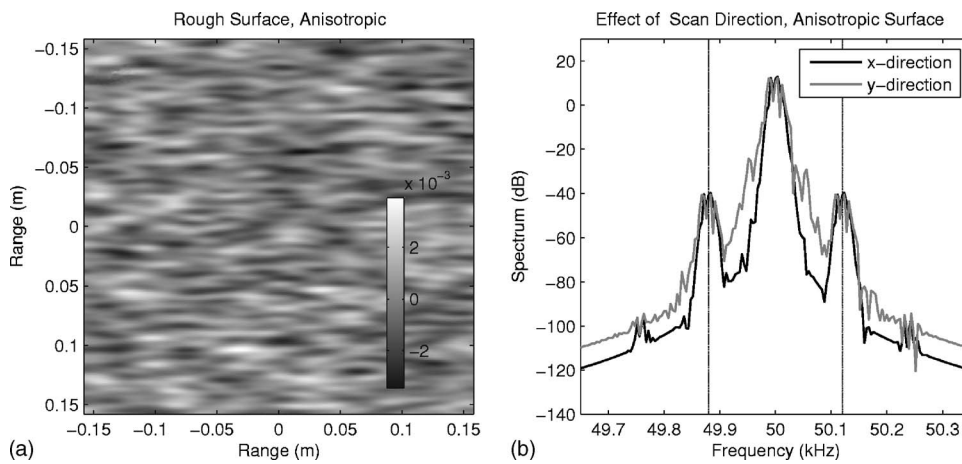 Rough Surface, Anisotropic
−0.15
−0.1
−0.05
0
0.05
0.1
0.15
Range (m)
× 10⁻³
2
0
−2
−0.15 −0.1 −0.05 0 0.05 0.1 0.15
Range (m)
(a)
Effect of Scan Direction, Anisotropic Surface
x−direction
y−direction
20
0
−20
−40
−60
−80
−100
−120
−140
Spectrum (dB)
49.7 49.8 49.9 50 50.1 50.2 50.3
Frequency (kHz)
(b)